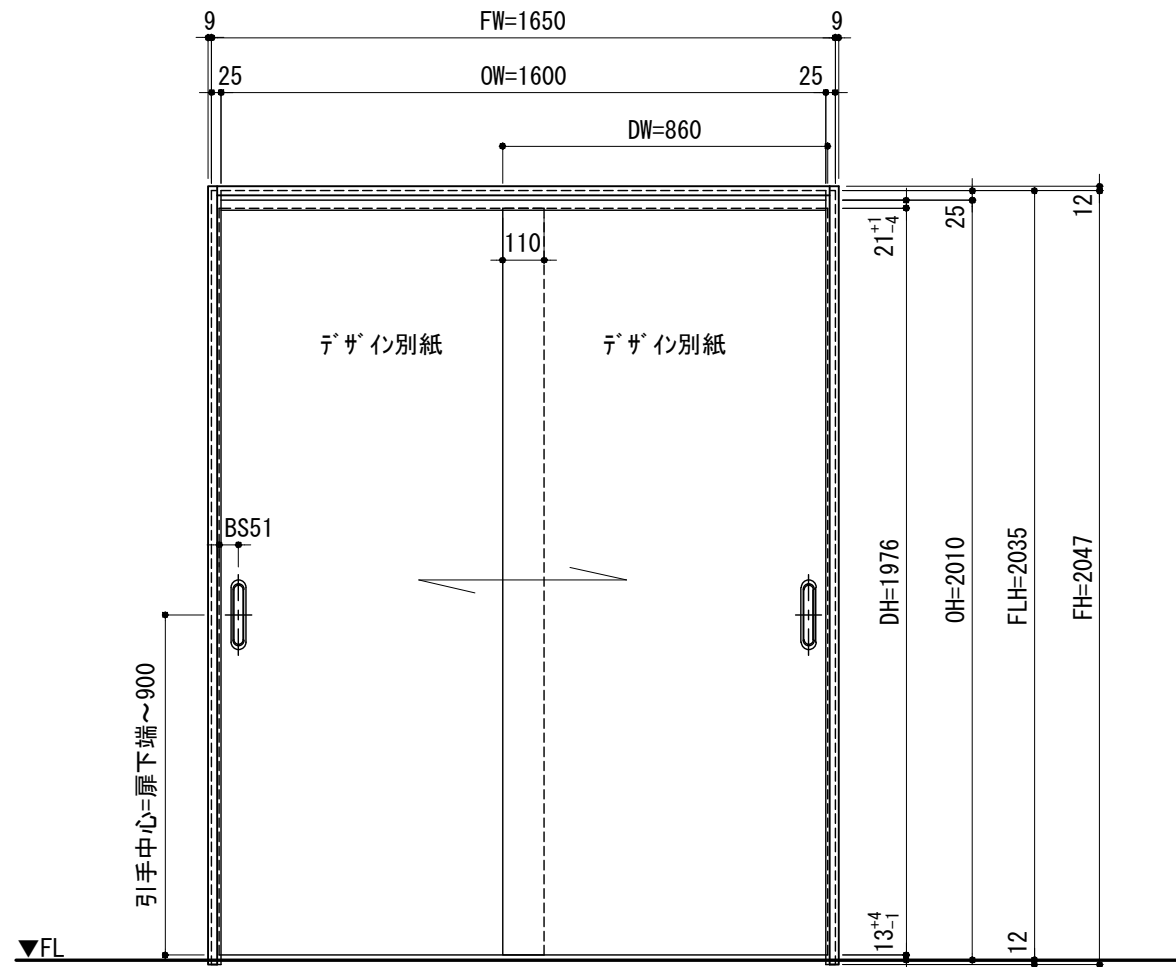 9
FW=1650
9
25
OW=1600
25
DW=860
110
21+1-4
25
12
デザイン別紙
デザイン別紙
BS51
引手中心=扉下端~900
DH=1976
OH=2010
FLH=2035
FH=2047
13+4-1
12
▼FL